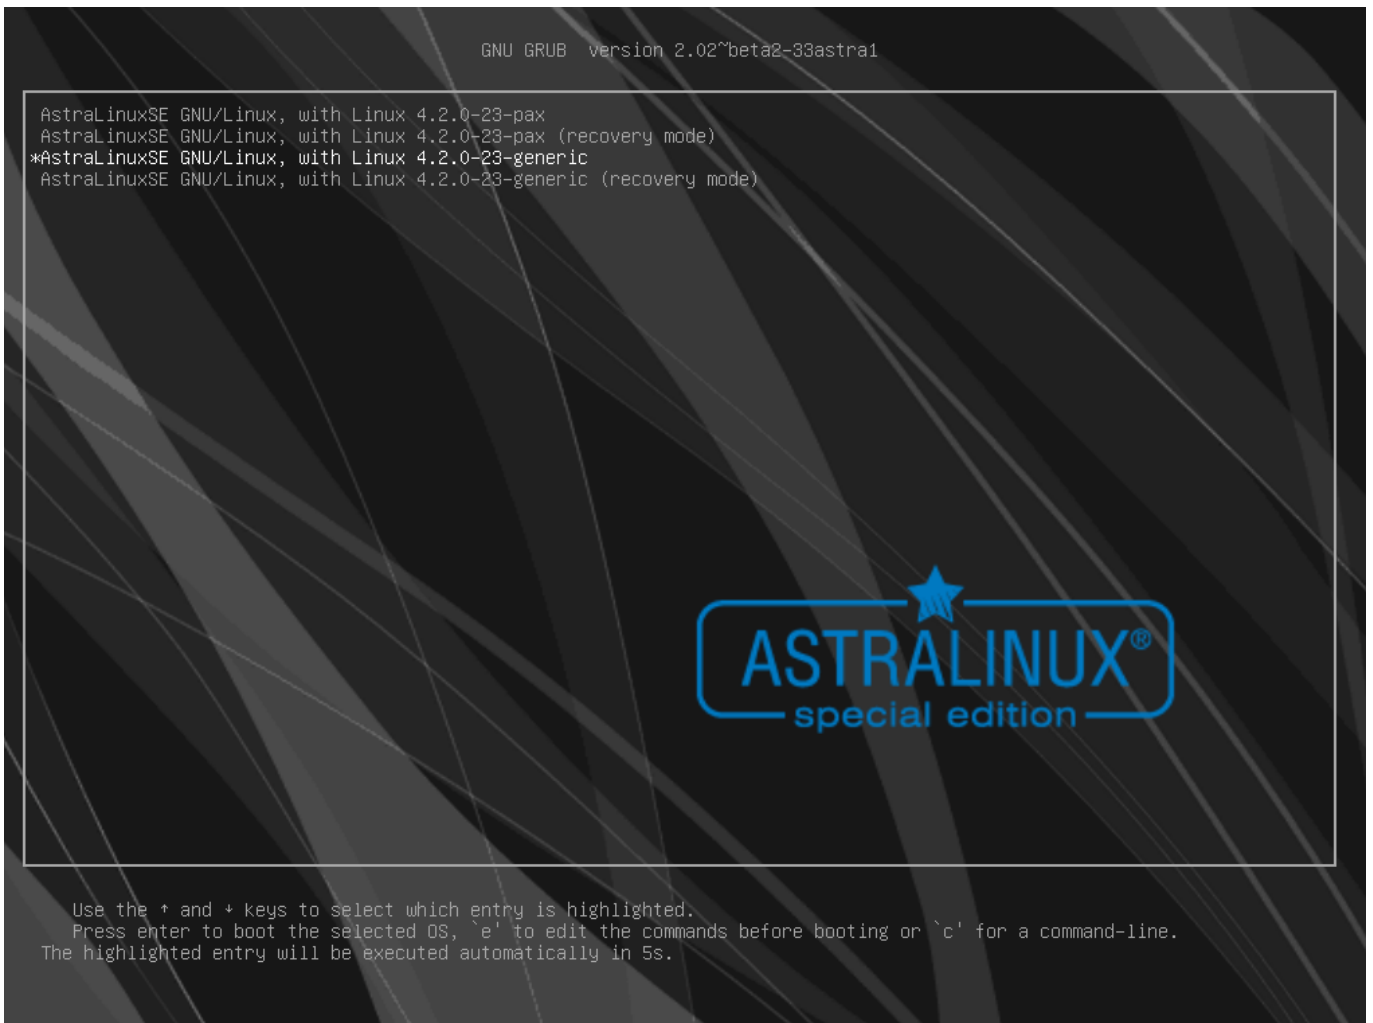 GNU GRUB  version 2.02~beta2-33astra1
AstraLinuxSE GNU/Linux, with Linux 4.2.0-23-pax
AstraLinuxSE GNU/Linux, with Linux 4.2.0-23-pax (recovery mode)
*AstraLinuxSE GNU/Linux, with Linux 4.2.0-23-generic
AstraLinuxSE GNU/Linux, with Linux 4.2.0-23-generic (recovery mode)
ASTRALINUX®
special edition
Use the ↑ and ↓ keys to select which entry is highlighted.
Press enter to boot the selected OS, `e' to edit the commands before booting or `c' for a command-line.
The highlighted entry will be executed automatically in 5s.